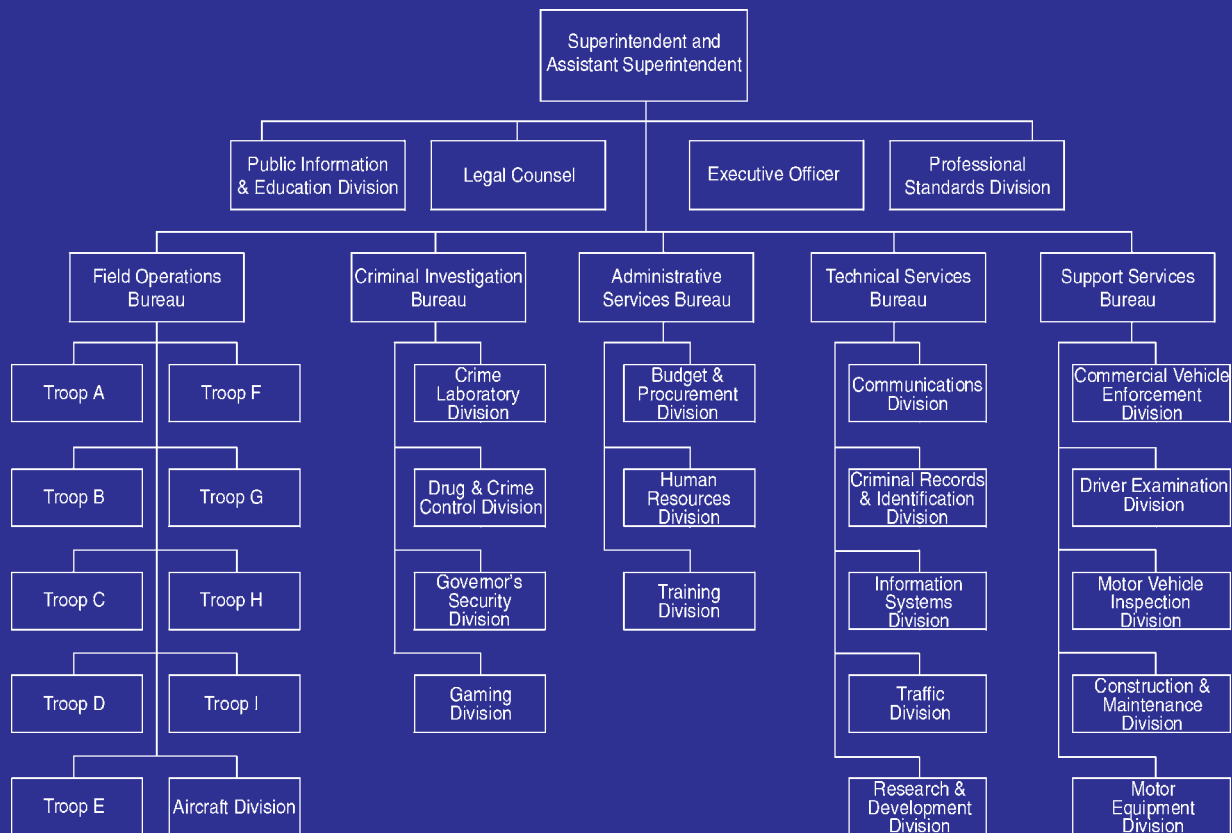 Superintendent and
Assistant Superintendent
Public Information
& Education Division
Legal Counsel
Executive Officer
Professional
Standards Division
Field Operations
Bureau
Criminal Investigation
Bureau
Administrative
Services Bureau
Technical Services
Bureau
Support Services
Bureau
Troop A
Troop F
Troop B
Troop G
Troop C
Troop H
Troop D
Troop I
Troop E
Aircraft Division
Crime
Laboratory
Division
Drug & Crime
Control Division
Governor's
Security
Division
Gaming
Division
Budget &
Procurement
Division
Human
Resources
Division
Training
Division
Communications
Division
Criminal Records
& Identification
Division
Information
Systems
Division
Traffic
Division
Research &
Development
Division
Commercial Vehicle
Enforcement
Division
Driver Examination
Division
Motor Vehicle
Inspection
Division
Construction &
Maintenance
Division
Motor
Equipment
Division